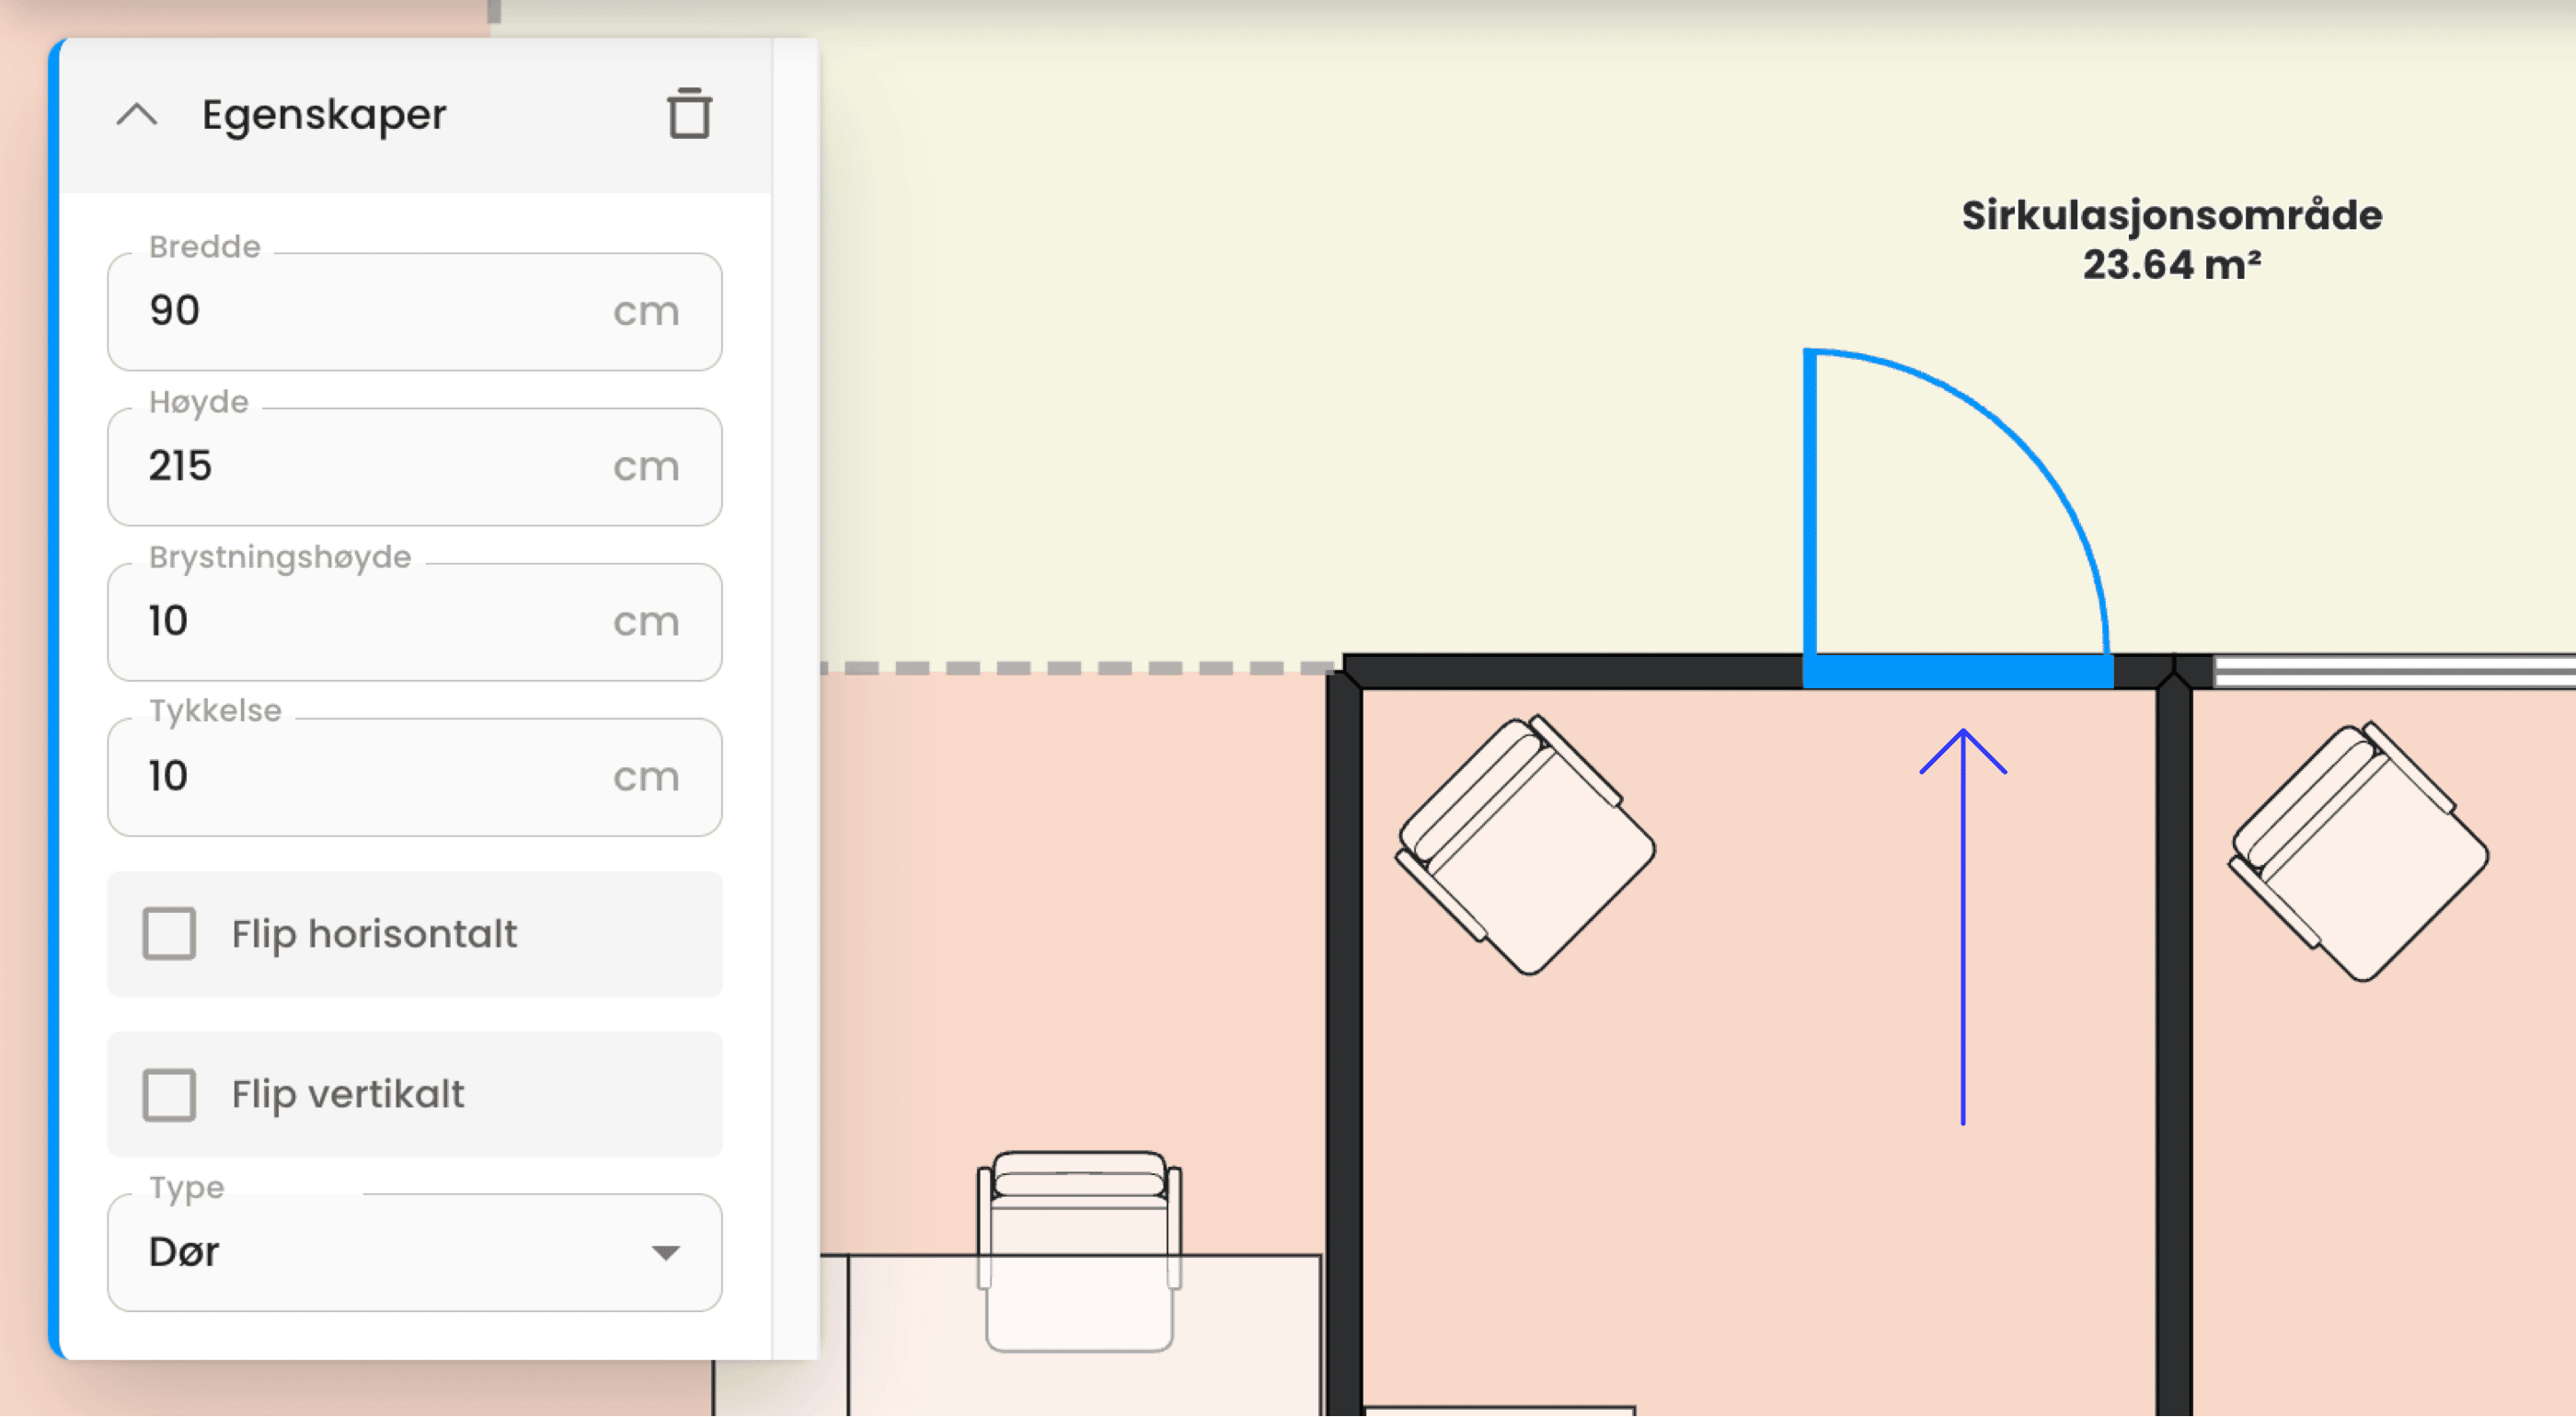 Egenskaper
Bredde
90 cm
Høyde
215 cm
Brystningshøyde
10 cm
Tykkelse
10 cm
Flip horisontalt
Flip vertikalt
Type
Dør
Sirkulasjonsområde
23.64 m²